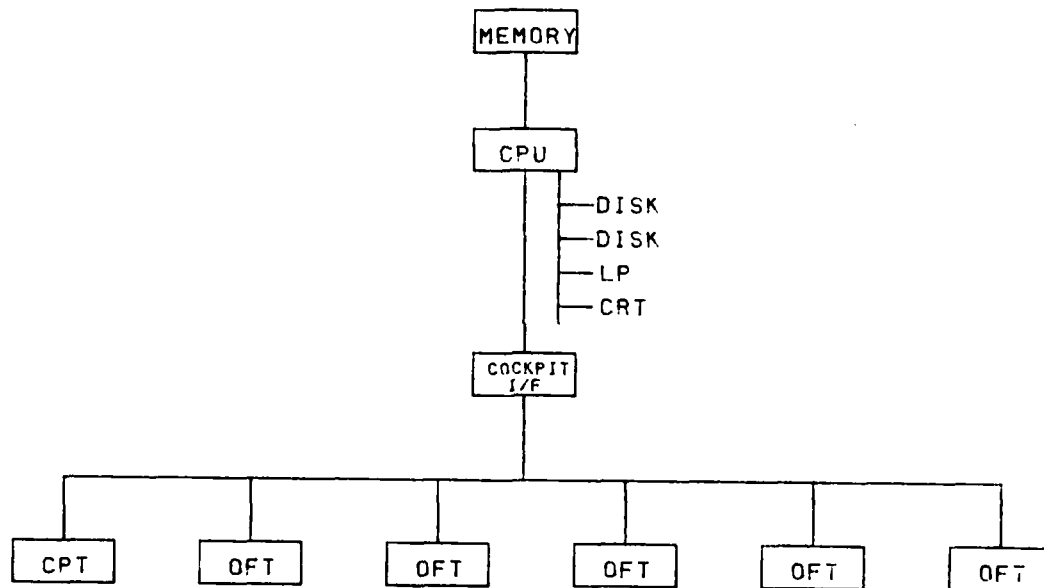 MEMORY
CPU
DISK
DISK
LP
CRT
COCKPIT
I/F
CPT
OFT
OFT
OFT
OFT
OFT